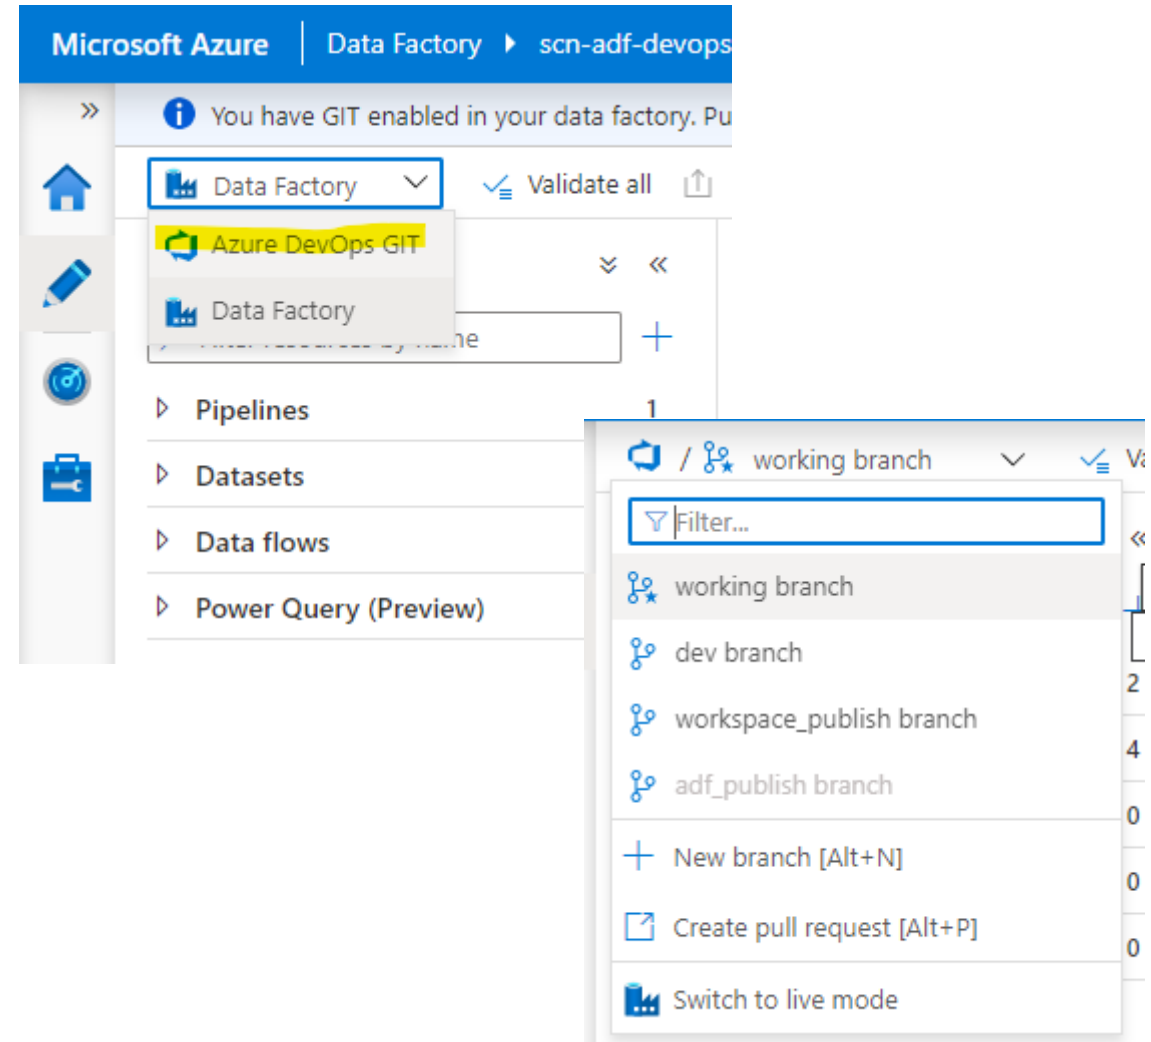 Microsoft Azure Data Factory scn-adf-devops
You have GIT enabled in your data factory. Pu
Data Factory Validate all
Azure DevOps GIT
Data Factory
Pipelines 1
Datasets
Data flows
Power Query (Preview)
/ working branch Va
Filter...
working branch
dev branch
workspace_publish branch
adf_publish branch
New branch [Alt+N]
Create pull request [Alt+P]
Switch to live mode
2
4
0
0
0